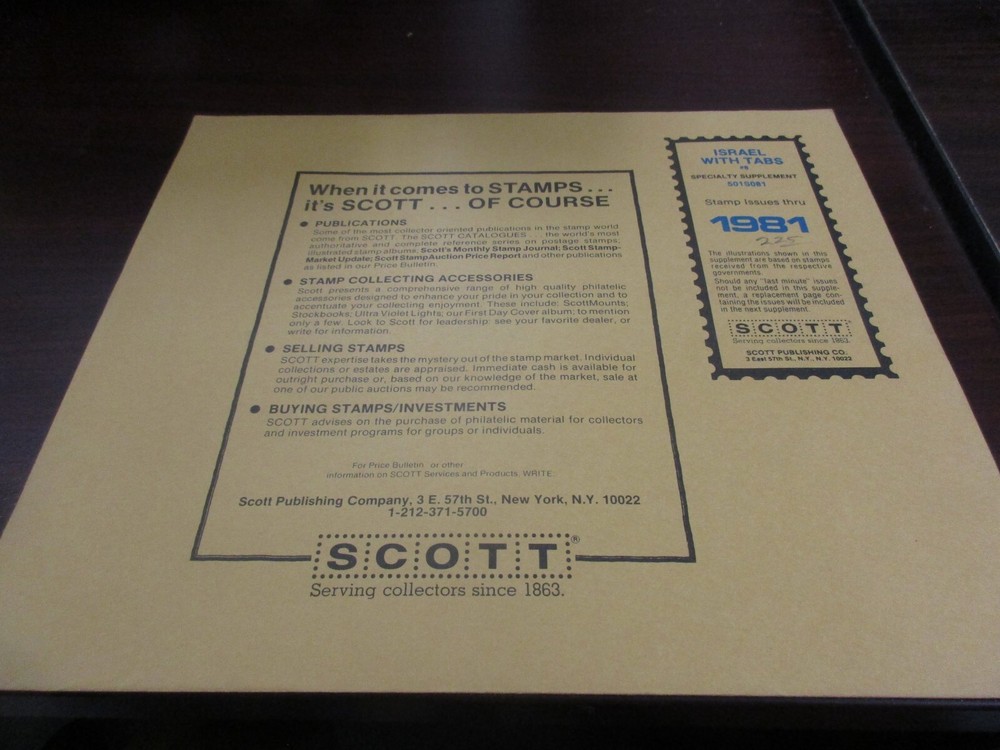 When it comes to STAMPS...
it's SCOTT ... OF COURSE
● PUBLICATIONS
Some of the most collector oriented publications in the stamp world
come from SCOTT. The SCOTT CATALOGUES ... the world's most
authoritative and complete reference series on postage stamps;
illustrated stamp albums; Scott's Monthly Stamp Journal; Scott Stamp-
Market Update; Scott StampAuction Price Report and other publications
as listed in our Price Bulletin.
● STAMP COLLECTING ACCESSORIES
Scott presents a comprehensive range of high quality philatelic
accessories designed to enhance your pride in your collection and to
accentuate your collecting enjoyment. These include: ScottMounts;
Stockbooks; Ultra Violet Lights; our First Day Cover album; to mention
only a few. Look to Scott for leadership: see your favorite dealer, or
write for information.
● SELLING STAMPS
SCOTT expertise takes the mystery out of the stamp market. Individual
collections or estates are appraised. Immediate cash is available for
outright purchase or, based on our knowledge of the market, sale at
one of our public auctions may be recommended.
● BUYING STAMPS/INVESTMENTS
SCOTT advises on the purchase of philatelic material for collectors
and investment programs for groups or individuals.
For Price Bulletin or other
information on SCOTT Services and Products, WRITE:
Scott Publishing Company, 3 E. 57th St., New York, N.Y. 10022
1-212-371-5700
SCOTT®
Serving collectors since 1863.
ISRAEL
WITH TABS
SPECIALTY SUPPLEMENT
501S081
Stamp Issues thru
1981
225
The illustrations shown in this
supplement are based on stamps
received from the respective
governments.
Should any "last minute" issues
not be included in this supple-
ment, a replacement page con-
taining the issues will be included
in the next supplement.
SCOTT
Serving collectors since 1863.
SCOTT PUBLISHING CO.
3 East 57th St., N.Y., N.Y. 10022